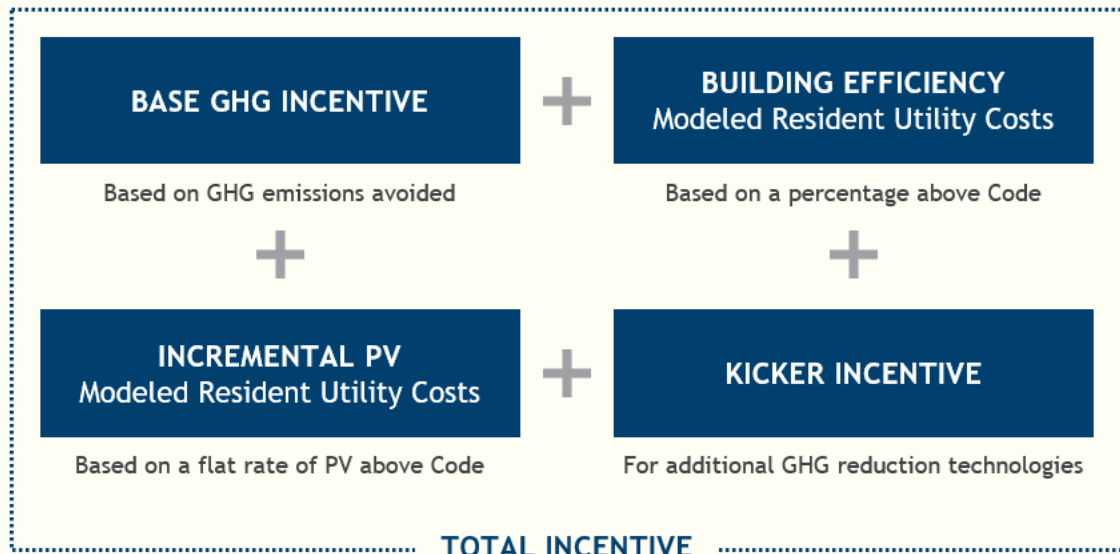 BASE GHG INCENTIVE
+
BUILDING EFFICIENCY
Modeled Resident Utility Costs
Based on GHG emissions avoided
Based on a percentage above Code
+
+
INCREMENTAL PV
Modeled Resident Utility Costs
+
KICKER INCENTIVE
Based on a flat rate of PV above Code
For additional GHG reduction technologies
TOTAL INCENTIVE